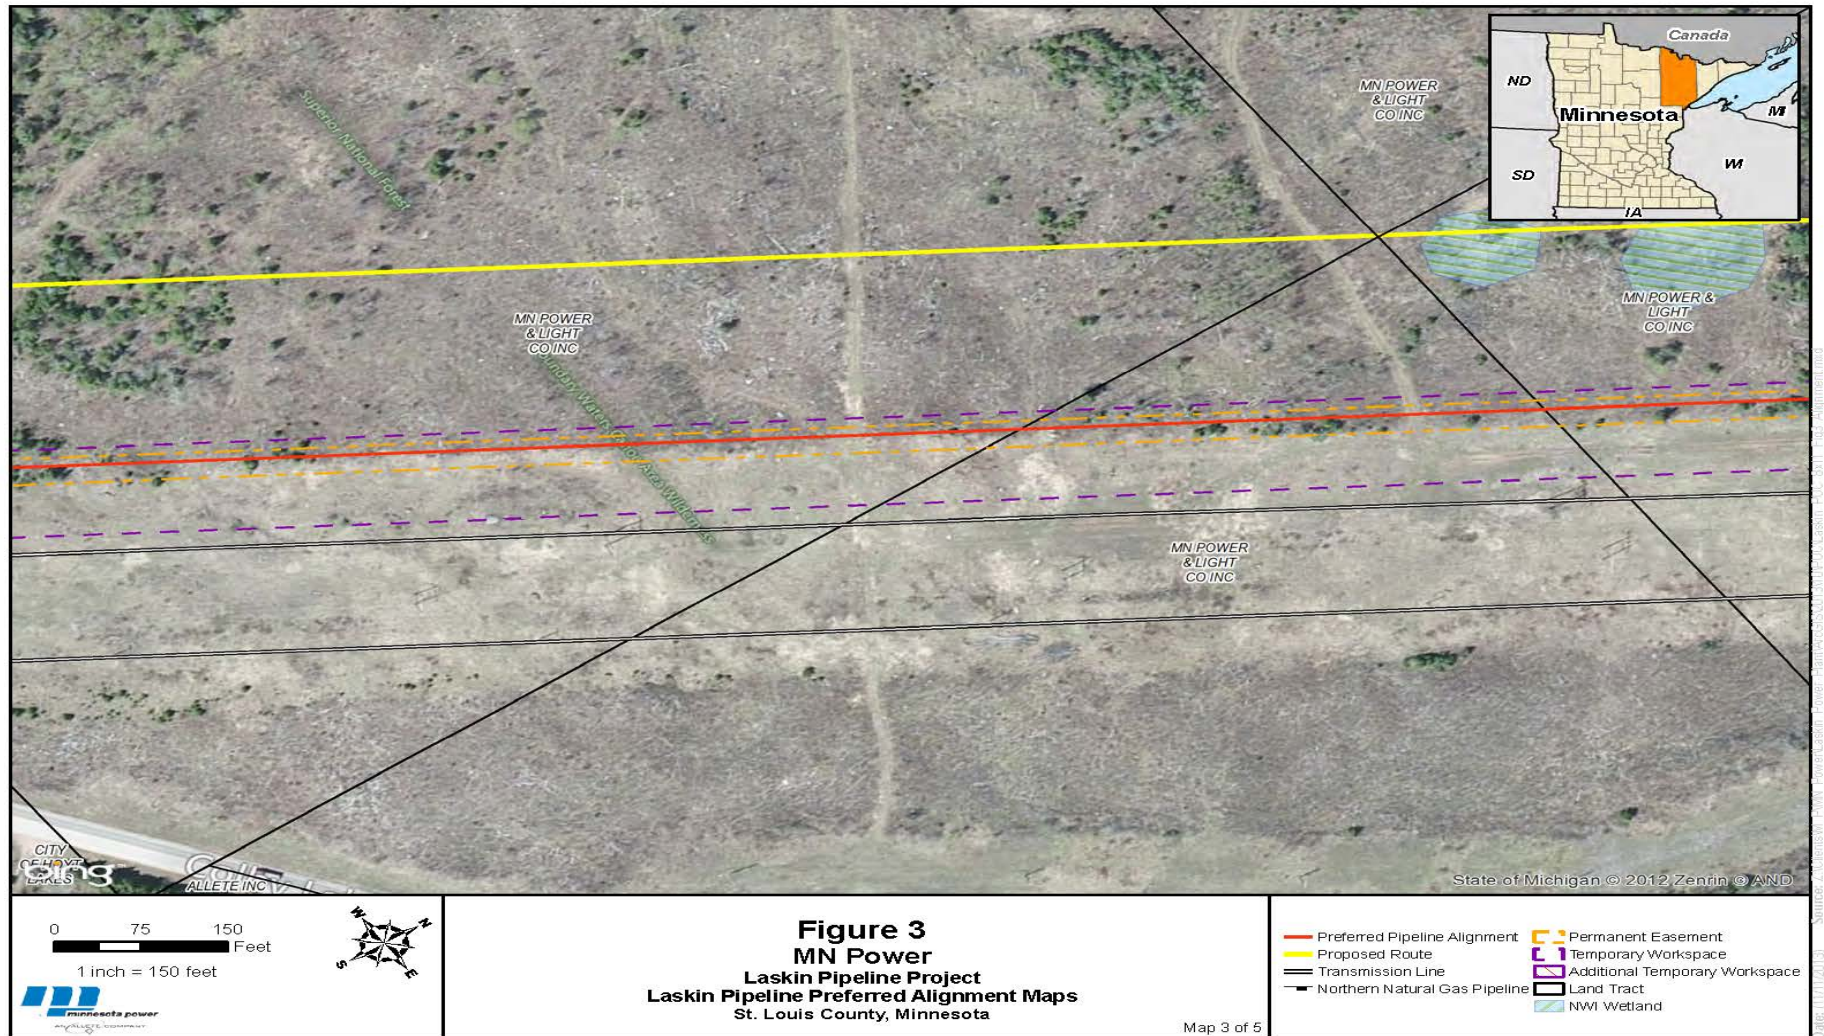 Canada
ND
Minnesota
MI
SD
WI
IA
Superior National Forest
MN POWER
& LIGHT
CO INC
MN POWER
& LIGHT
CO INC
MN POWER &
LIGHT
CO INC
MN POWER
& LIGHT
CO INC
CITY
OF HOYT
LAKES
bing
ALLETE INC
State of Michigan © 2012 Zenrin © AND
0 75 150
Feet
1 inch = 150 feet
W N
S E
minnesota power
AN ALLETE COMPANY
Figure 3
MN Power
Laskin Pipeline Project
Laskin Pipeline Preferred Alignment Maps
St. Louis County, Minnesota
Map 3 of 5
Preferred Pipeline Alignment
Proposed Route
Transmission Line
Northern Natural Gas Pipeline
Permanent Easement
Temporary Workspace
Additional Temporary Workspace
Land Tract
NWI Wetland